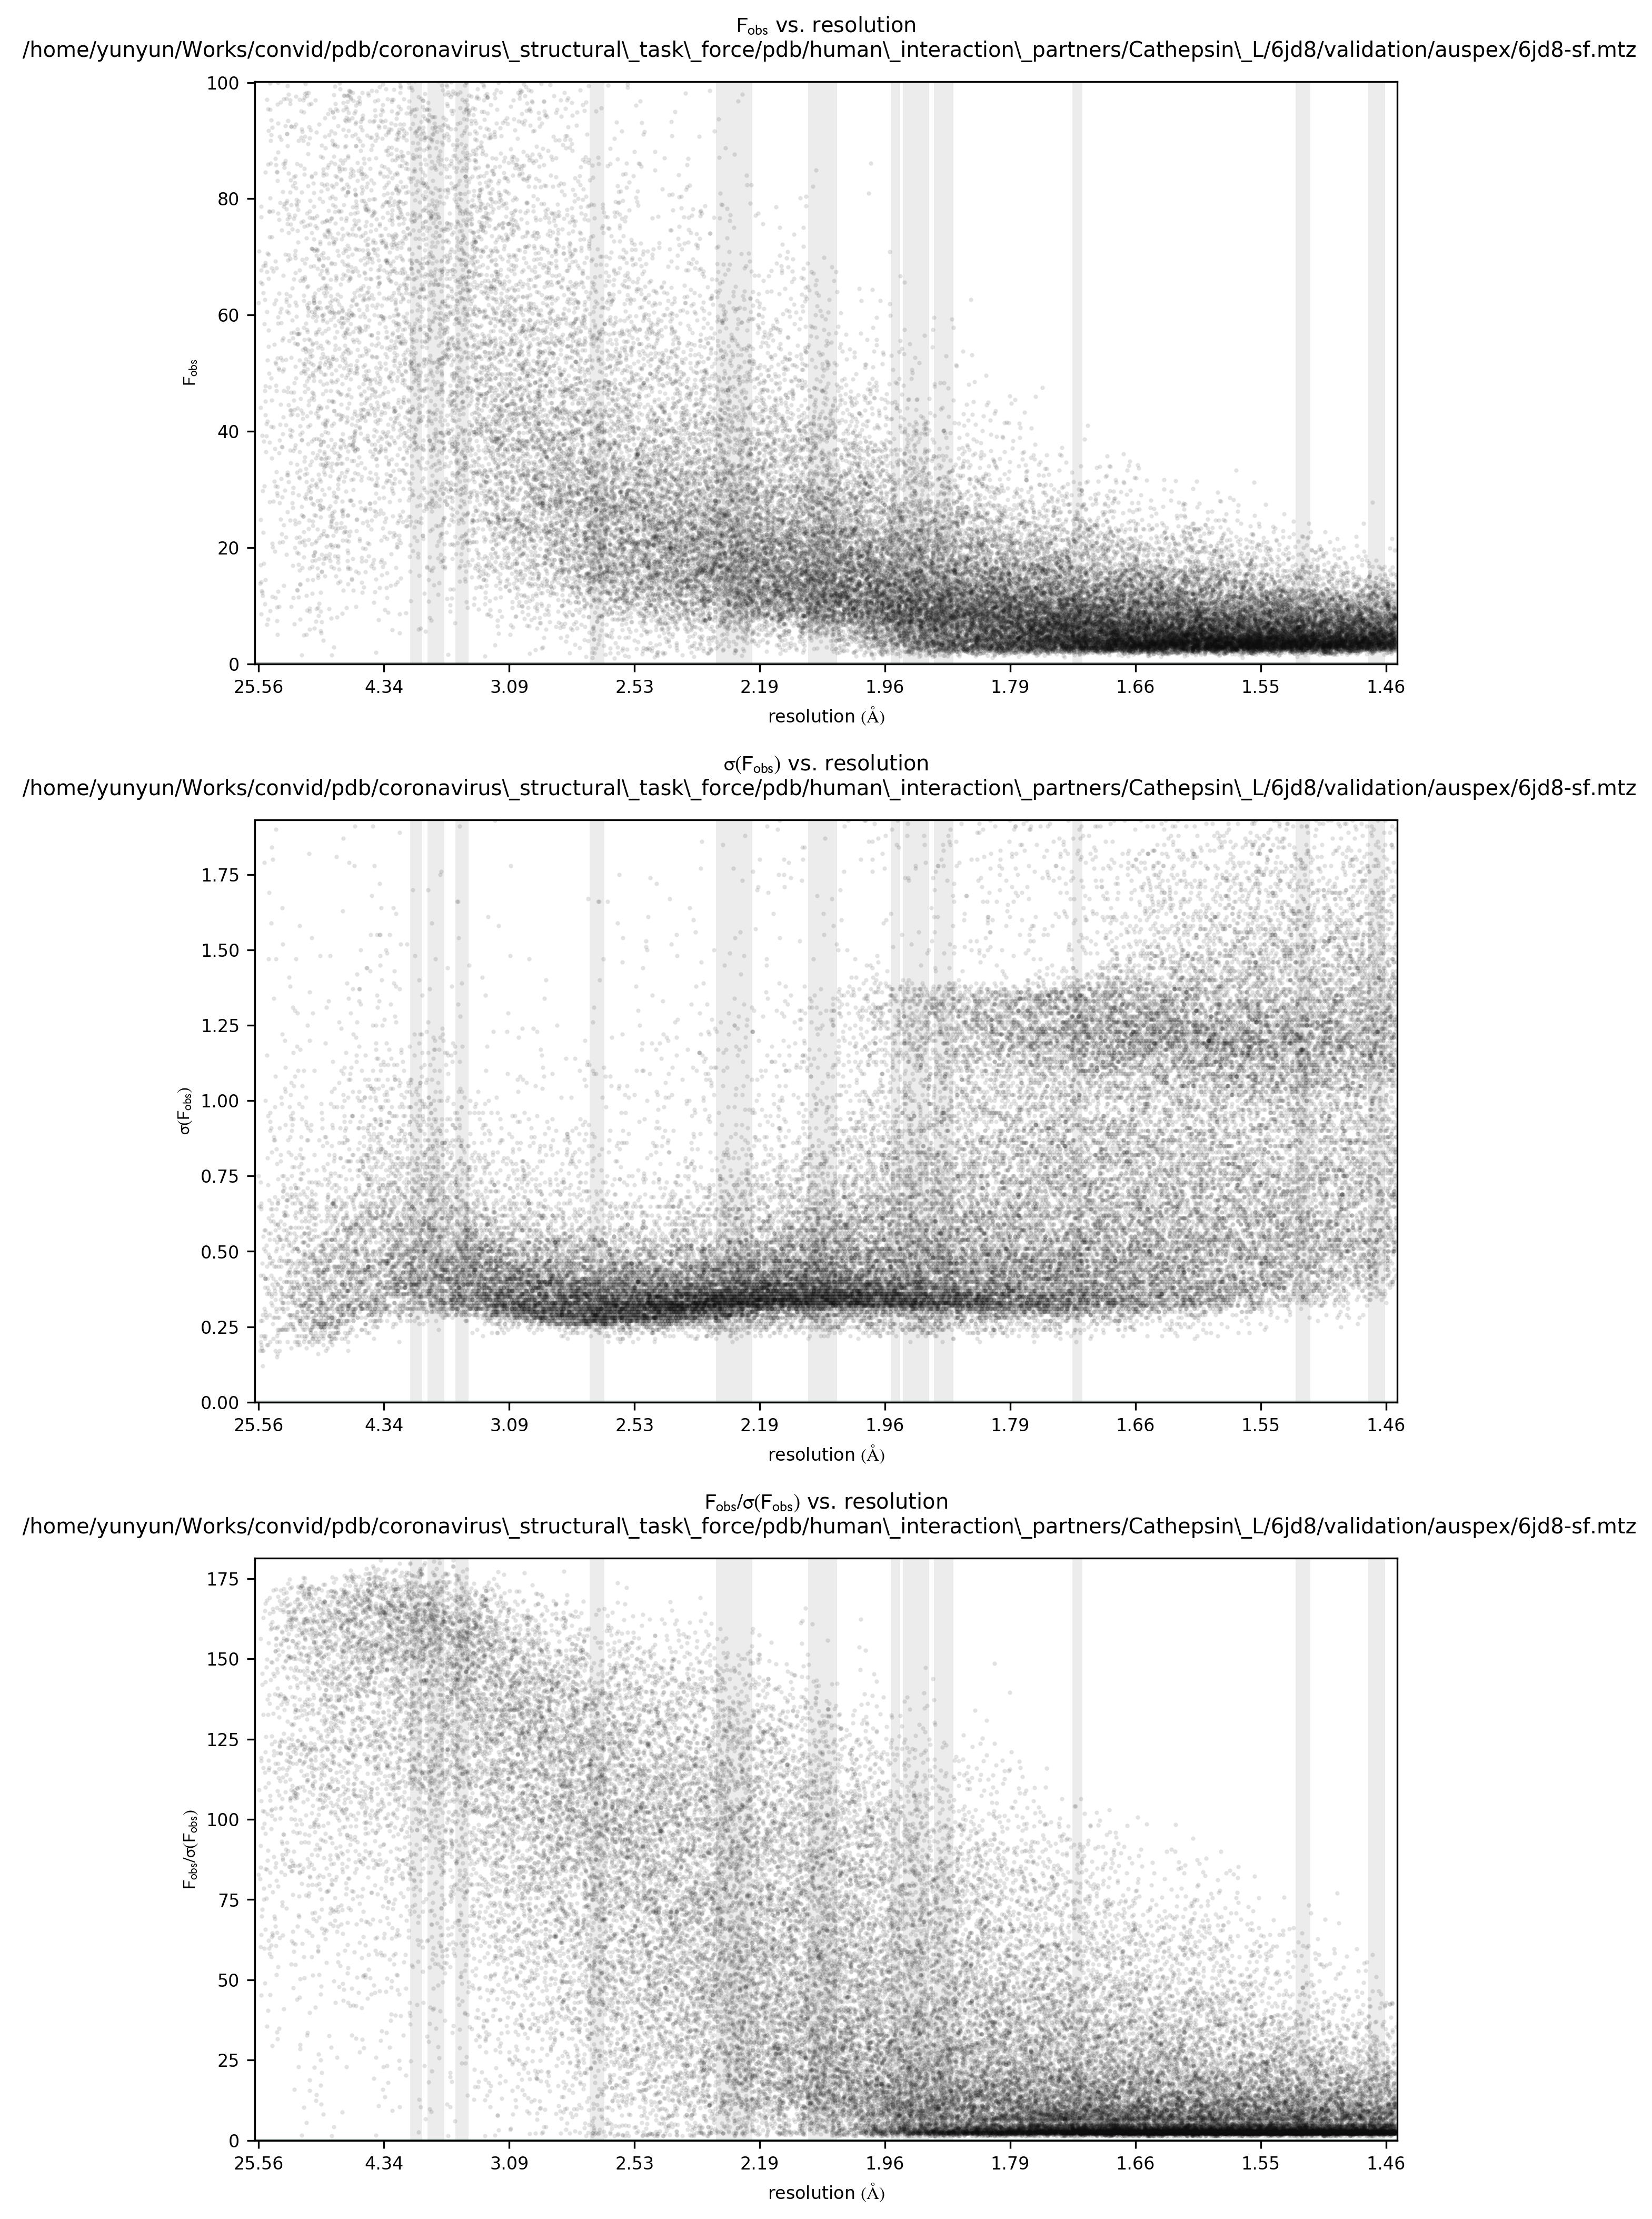 Fobs vs. resolution
/home/yunyun/Works/convid/pdb/coronavirus\_structural\_task\_force/pdb/human\_interaction\_partners/Cathepsin\_L/6jd8/validation/auspex/6jd8-sf.mtz
100
80
60
40
20
0
Fobs
25.56 4.34 3.09 2.53 2.19 1.96 1.79 1.66 1.55 1.46
resolution (Å)
σ(Fobs) vs. resolution
/home/yunyun/Works/convid/pdb/coronavirus\_structural\_task\_force/pdb/human\_interaction\_partners/Cathepsin\_L/6jd8/validation/auspex/6jd8-sf.mtz
1.75
1.50
1.25
1.00
0.75
0.50
0.25
0.00
σ(Fobs)
25.56 4.34 3.09 2.53 2.19 1.96 1.79 1.66 1.55 1.46
resolution (Å)
Fobs/σ(Fobs) vs. resolution
/home/yunyun/Works/convid/pdb/coronavirus\_structural\_task\_force/pdb/human\_interaction\_partners/Cathepsin\_L/6jd8/validation/auspex/6jd8-sf.mtz
175
150
125
100
75
50
25
0
Fobs/σ(Fobs)
25.56 4.34 3.09 2.53 2.19 1.96 1.79 1.66 1.55 1.46
resolution (Å)